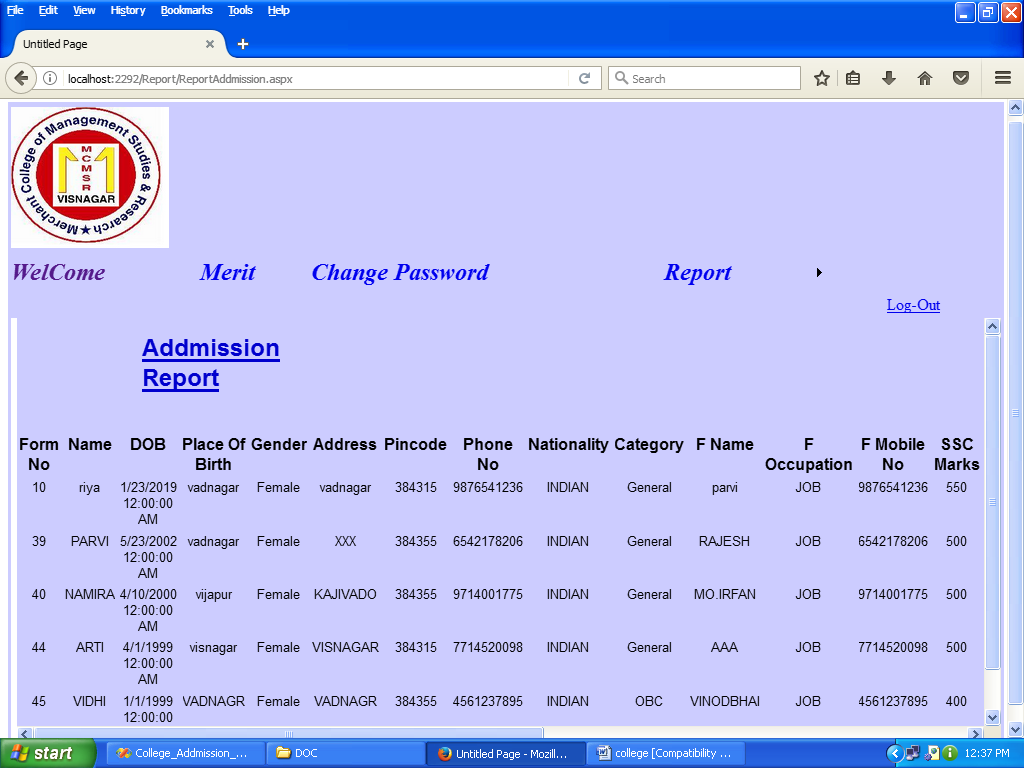 File Edit View History Bookmarks Tools Help
Untitled Page
localhost:2292/Report/ReportAddmission.aspx
Search
Merchant College of Management Studies & Research
MCMSR
VISNAGAR
WelCome Merit Change Password Report
Log-Out
Addmission
Report
Form Name DOB Place Of Gender Address Pincode Phone Nationality Category F Name F F Mobile SSC
No Birth No Occupation No Marks
10 riya 1/23/2019 vadnagar Female vadnagar 384315 9876541236 INDIAN General parvi JOB 9876541236 550
12:00:00
AM
39 PARVI 5/23/2002 vadnagar Female XXX 384355 6542178206 INDIAN General RAJESH JOB 6542178206 500
12:00:00
AM
40 NAMIRA 4/10/2000 vijapur Female KAJIVADO 384355 9714001775 INDIAN General MO.IRFAN JOB 9714001775 500
12:00:00
AM
44 ARTI 4/1/1999 visnagar Female VISNAGAR 384315 7714520098 INDIAN General AAA JOB 7714520098 500
12:00:00
AM
45 VIDHI 1/1/1999 VADNAGR Female VADNAGR 384355 4561237895 INDIAN OBC VINODBHAI JOB 4561237895 400
12:00:00
start College_Addmission_... DOC Untitled Page - Mozill... college [Compatibility ... 12:37 PM